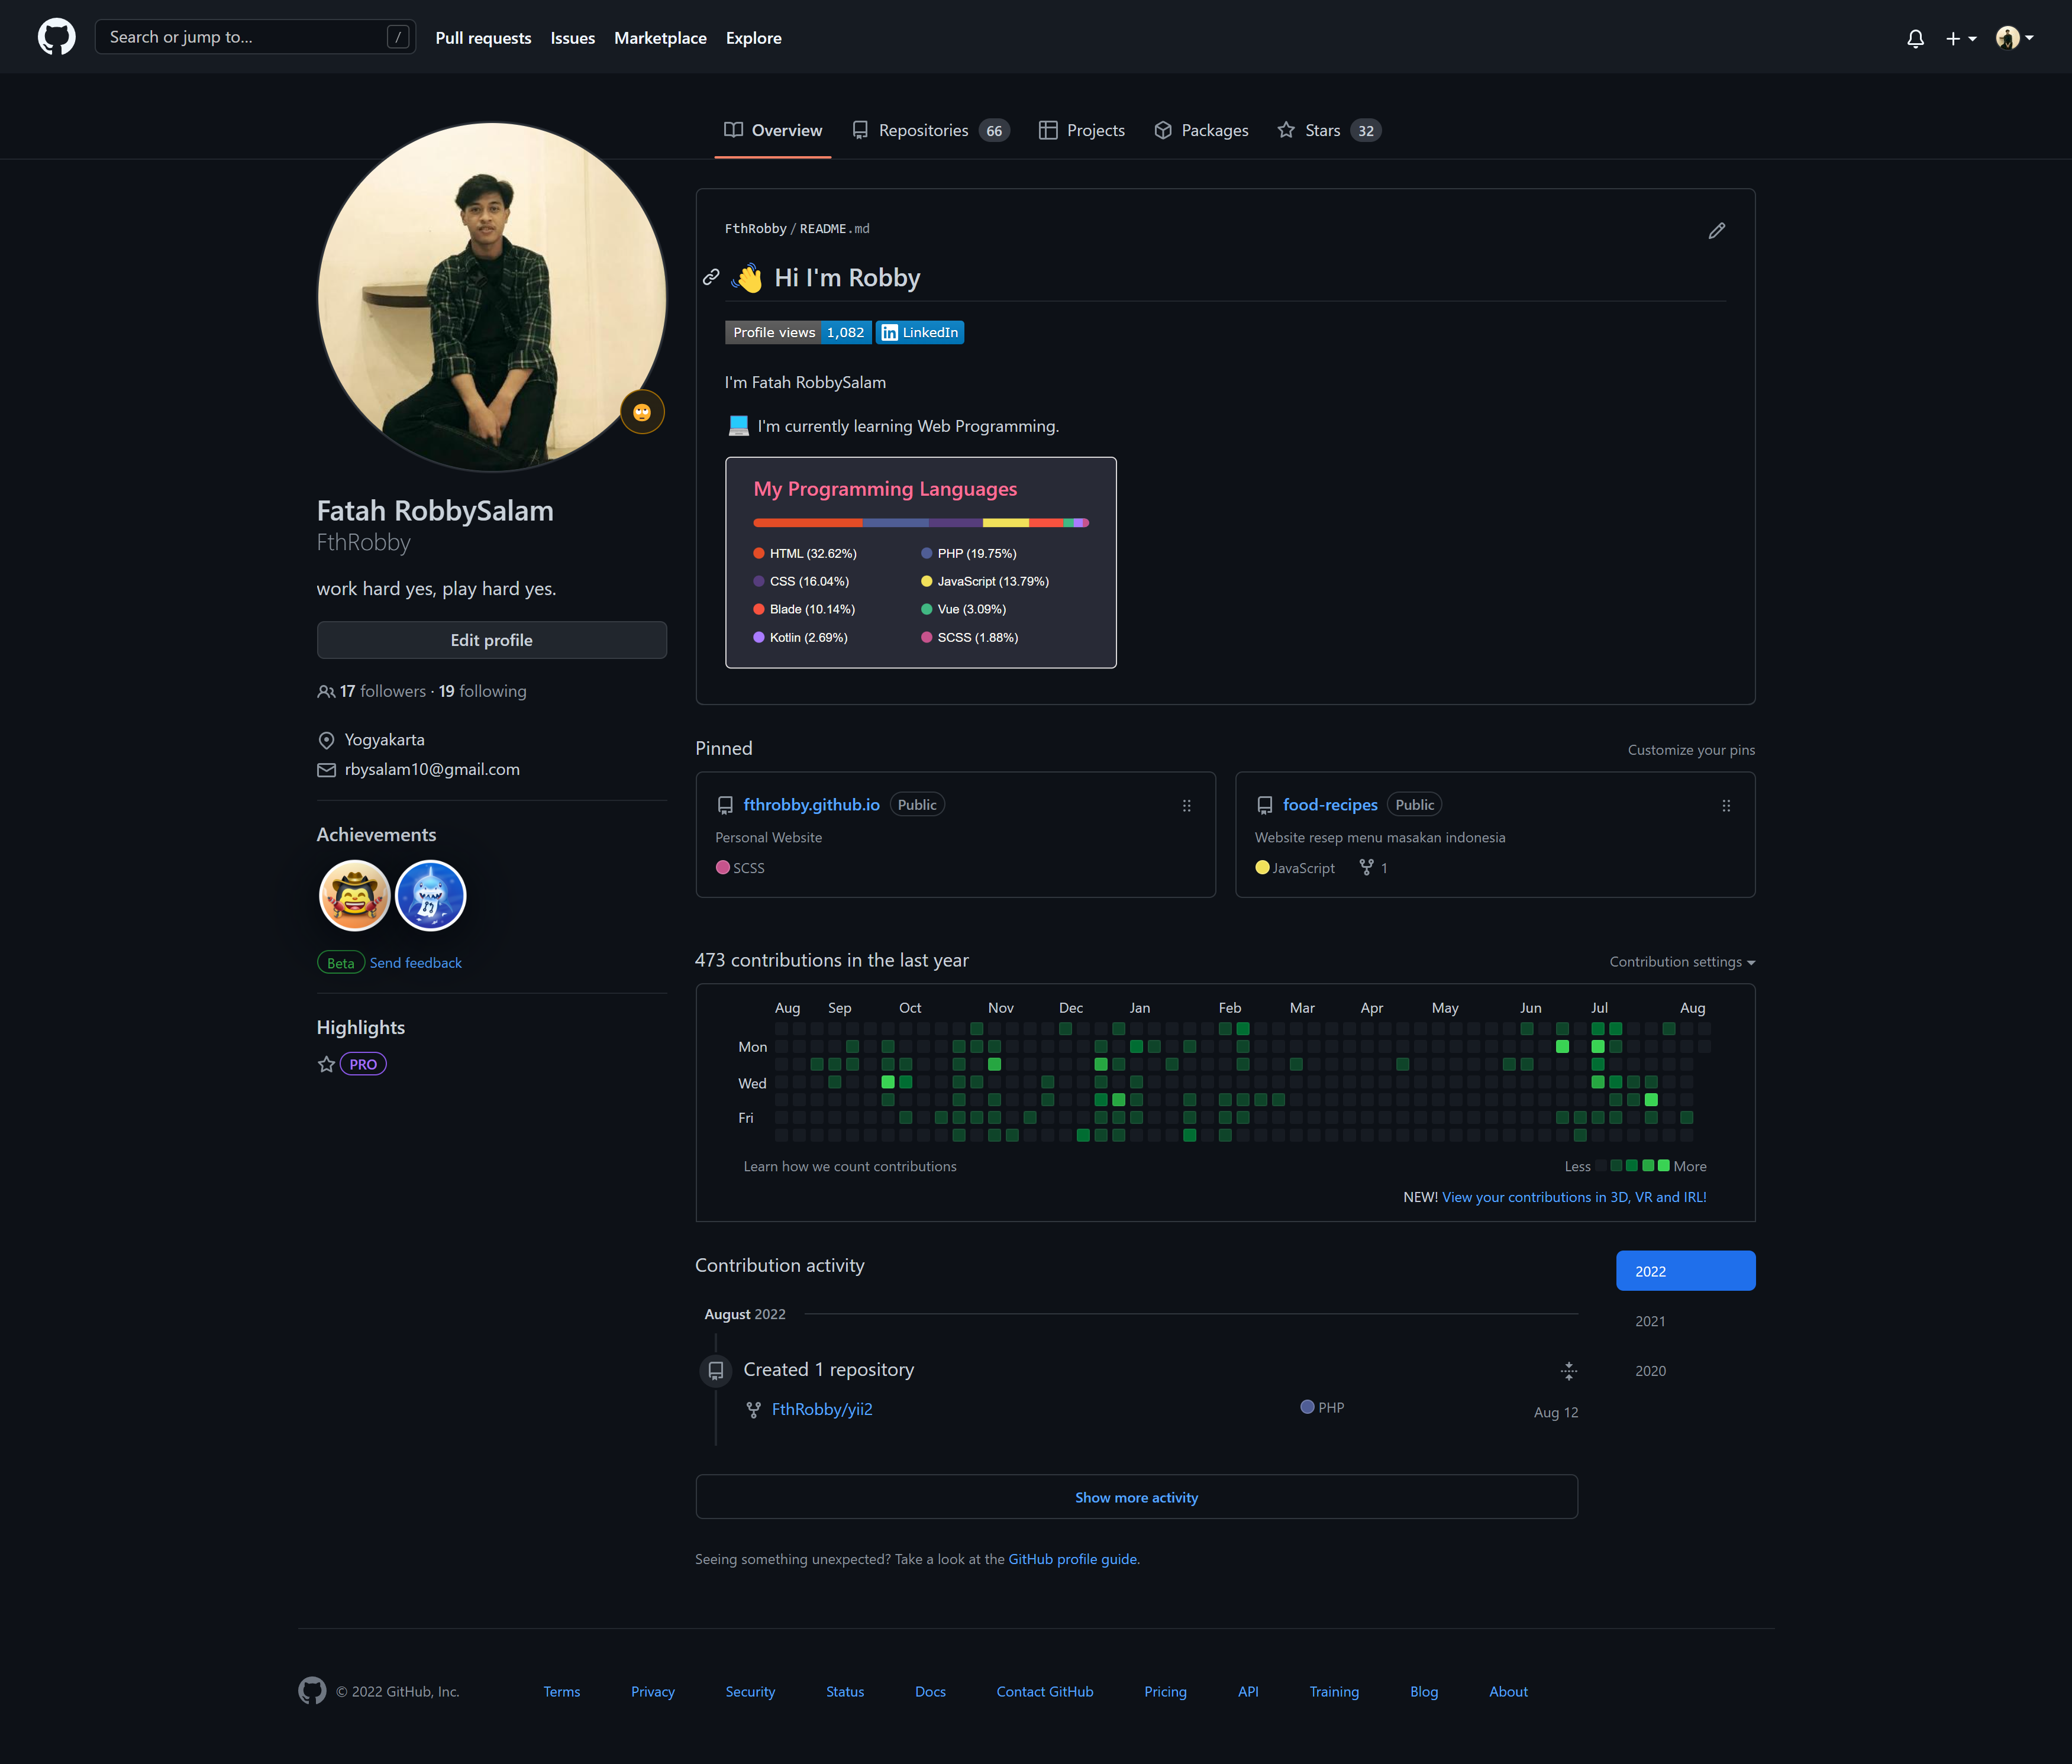 Search or jump to...
/
Pull requests
Issues
Marketplace
Explore
Overview
Repositories 66
Projects
Packages
Stars 32
Fatah RobbySalam
FthRobby
work hard yes, play hard yes.
Edit profile
17 followers · 19 following
Yogyakarta
rbysalam10@gmail.com
Achievements
Beta Send feedback
Highlights
PRO
FthRobby / README.md
👋 Hi I'm Robby
Profile views 1,082 in LinkedIn
I'm Fatah RobbySalam
💻 I'm currently learning Web Programming.
My Programming Languages
HTML (32.62%) PHP (19.75%)
CSS (16.04%) JavaScript (13.79%)
Blade (10.14%) Vue (3.09%)
Kotlin (2.69%) SCSS (1.88%)
Pinned
Customize your pins
fthrobby.github.io Public
Personal Website
SCSS
food-recipes Public
Website resep menu masakan indonesia
JavaScript 1
473 contributions in the last year
Contribution settings
Aug Sep Oct Nov Dec Jan Feb Mar Apr May Jun Jul Aug
Mon
Wed
Fri
Learn how we count contributions
Less More
NEW! View your contributions in 3D, VR and IRL!
Contribution activity
2022
2021
2020
August 2022
Created 1 repository
FthRobby/yii2 PHP Aug 12
Show more activity
Seeing something unexpected? Take a look at the GitHub profile guide.
© 2022 GitHub, Inc.
Terms
Privacy
Security
Status
Docs
Contact GitHub
Pricing
API
Training
Blog
About